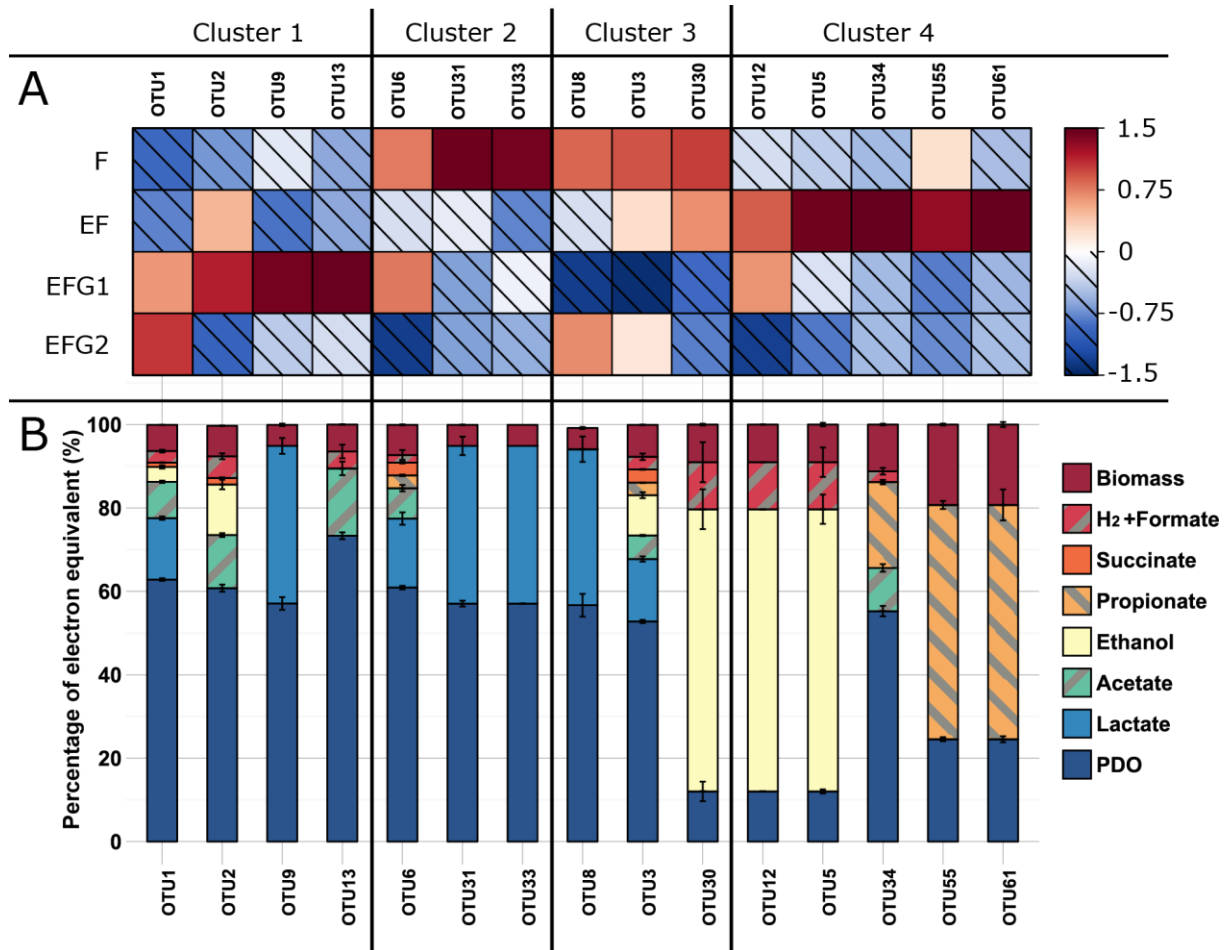 Cluster 1 Cluster 2 Cluster 3 Cluster 4
A
OTU1 OTU2 OTU9 OTU13 OTU6 OTU31 OTU33 OTU8 OTU3 OTU30 OTU12 OTU5 OTU34 OTU55 OTU61
F
EF
EFG1
EFG2
1.5
0.75
0
-0.75
-1.5
B
Percentage of electron equivalent (%)
100
80
60
40
20
0
Biomass
H2 +Formate
Succinate
Propionate
Ethanol
Acetate
Lactate
PDO
OTU1 OTU2 OTU9 OTU13 OTU6 OTU31 OTU33 OTU8 OTU3 OTU30 OTU12 OTU5 OTU34 OTU55 OTU61